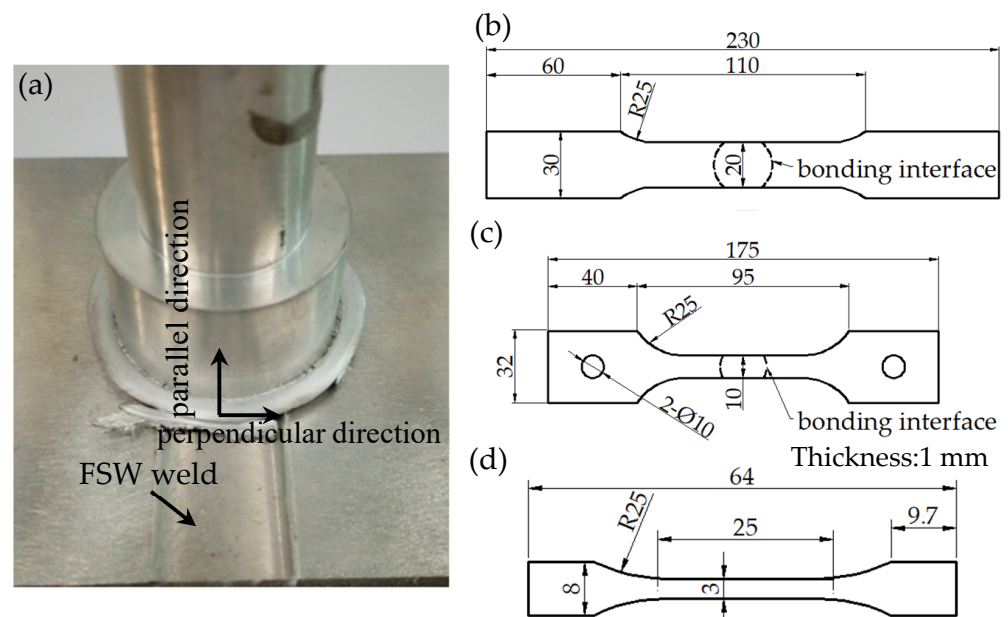 (a)
parallel direction
perpendicular direction
FSW weld
(b)
230
60
110
R25
30
20
bonding interface
(c)
175
40
95
R25
32
10
2-Ø10
bonding interface
Thickness:1 mm
(d)
64
9.7
R25
25
8
3